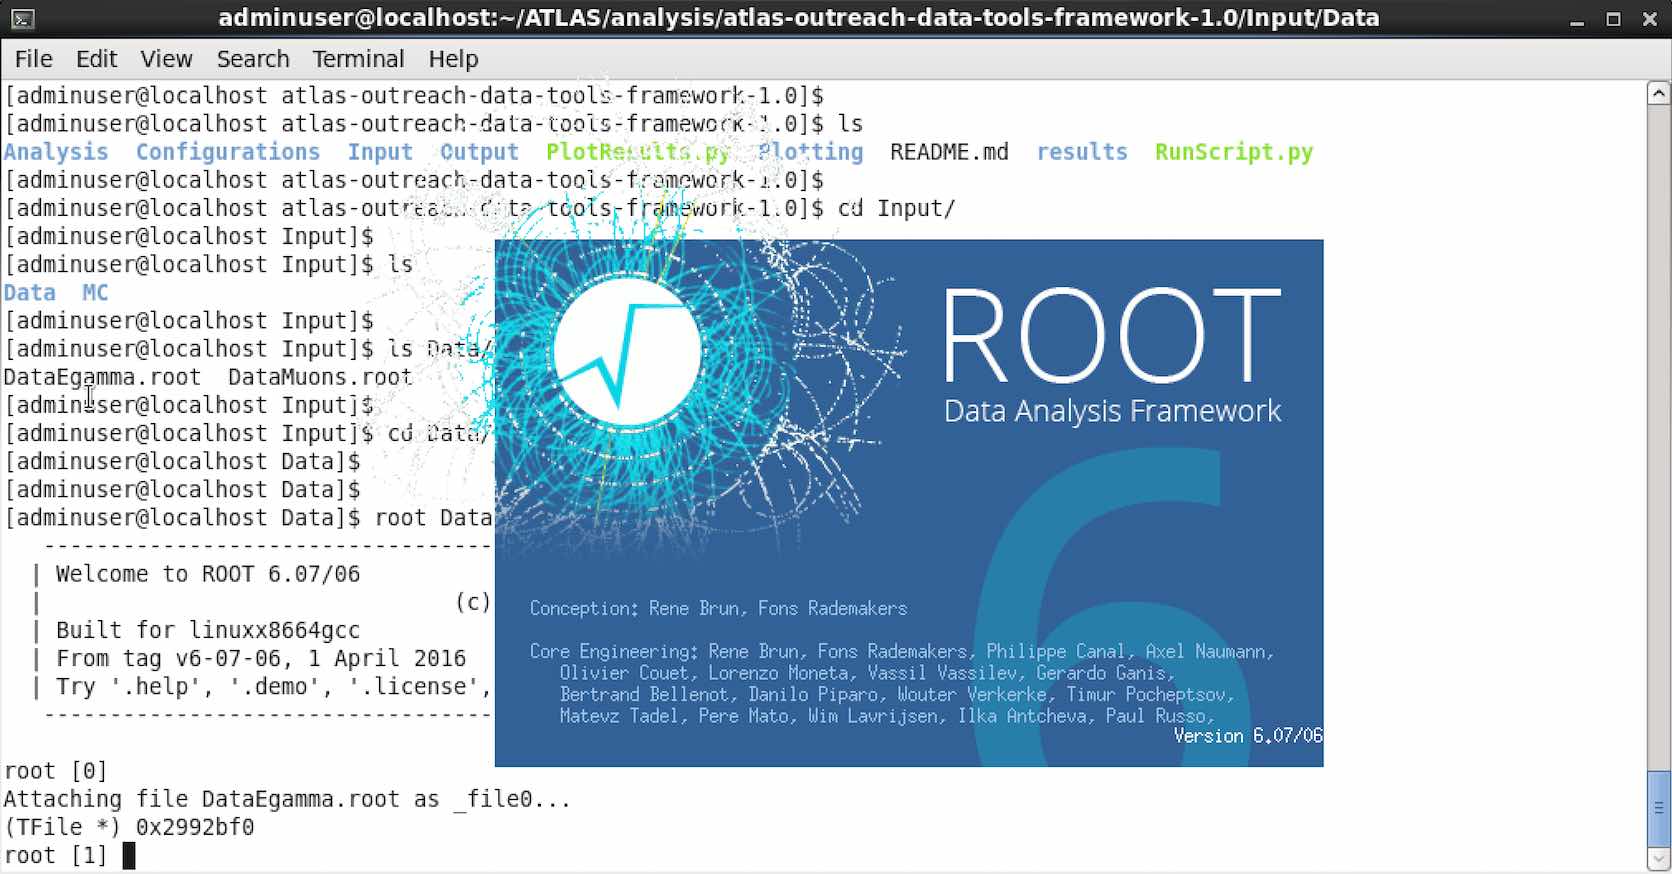 adminuser@localhost:~/ATLAS/analysis/atlas-outreach-data-tools-framework-1.0/Input/Data
File Edit View Search Terminal Help
[adminuser@localhost atlas-outreach-data-tools-framework-1.0]$
[adminuser@localhost atlas-outreach-data-tools-framework-1.0]$ ls
Analysis Configurations Input Output PlotResults.py Plotting README.md results RunScript.py
[adminuser@localhost atlas-outreach-data-tools-framework-1.0]$
[adminuser@localhost atlas-outreach-data-tools-framework-1.0]$ cd Input/
[adminuser@localhost Input]$
[adminuser@localhost Input]$ ls
Data MC
[adminuser@localhost Input]$
[adminuser@localhost Input]$ ls Data/
DataEgamma.root DataMuons.root
[adminuser@localhost Input]$
[adminuser@localhost Input]$ cd Data/
[adminuser@localhost Data]$
[adminuser@localhost Data]$
[adminuser@localhost Data]$ root Data
----------------------------------
| Welcome to ROOT 6.07/06
| (c)
| Built for linuxx8664gcc
| From tag v6-07-06, 1 April 2016
| Try '.help', '.demo', '.license',
----------------------------------
root [0]
Attaching file DataEgamma.root as _file0...
(TFile *) 0x2992bf0
root [1]
ROOT
Data Analysis Framework
6
Conception: Rene Brun, Fons Rademakers
Core Engineering: Rene Brun, Fons Rademakers, Philippe Canal, Axel Naumann,
Olivier Couet, Lorenzo Moneta, Vassil Vassilev, Gerardo Ganis,
Bertrand Bellenot, Danilo Piparo, Wouter Verkerke, Timur Pocheptsov,
Matevz Tadel, Pere Mato, Wim Lavrijsen, Ilka Antcheva, Paul Russo,
Version 6.07/06